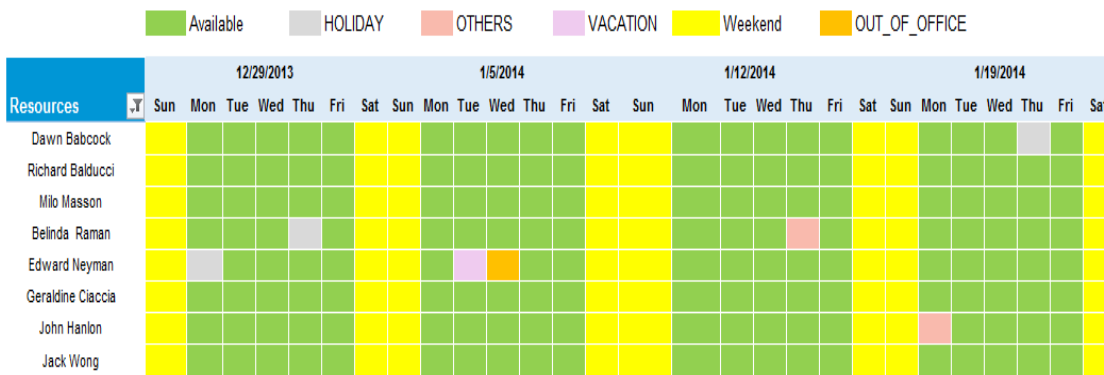 Available HOLIDAY OTHERS VACATION Weekend OUT_OF_OFFICE
12/29/2013 1/5/2014 1/12/2014 1/19/2014
Resources Sun Mon Tue Wed Thu Fri Sat Sun Mon Tue Wed Thu Fri Sat Sun Mon Tue Wed Thu Fri Sat Sun Mon Tue Wed Thu Fri Sat
Dawn Babcock
Richard Balducci
Milo Masson
Belinda Raman
Edward Neyman
Geraldine Ciaccia
John Hanlon
Jack Wong